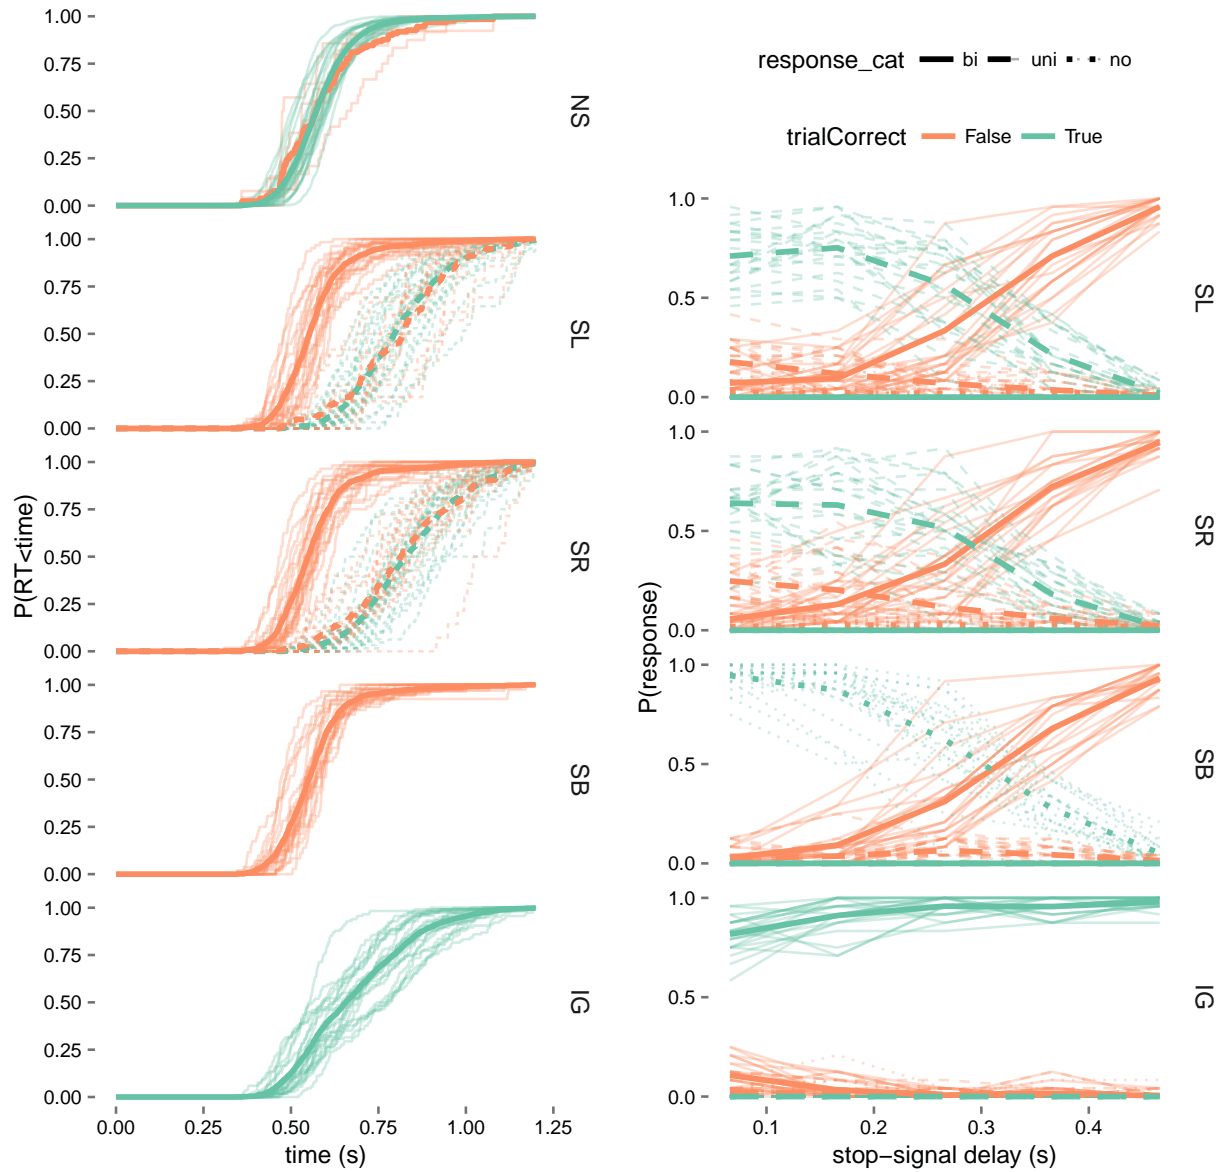 1.00
0.75
0.50
0.25
0.00
NS
1.00
0.75
0.50
0.25
0.00
SL
1.00
0.75
0.50
0.25
0.00
SR
1.00
0.75
0.50
0.25
0.00
SB
1.00
0.75
0.50
0.25
0.00
IG
0.00 0.25 0.50 0.75 1.00 1.25
time (s)
P(RT<time)
response_cat bi uni no
trialCorrect False True
1.0
0.5
0.0
SL
1.0
0.5
0.0
SR
1.0
0.5
0.0
SB
1.0
0.5
0.0
IG
0.1 0.2 0.3 0.4
stop−signal delay (s)
P(response)